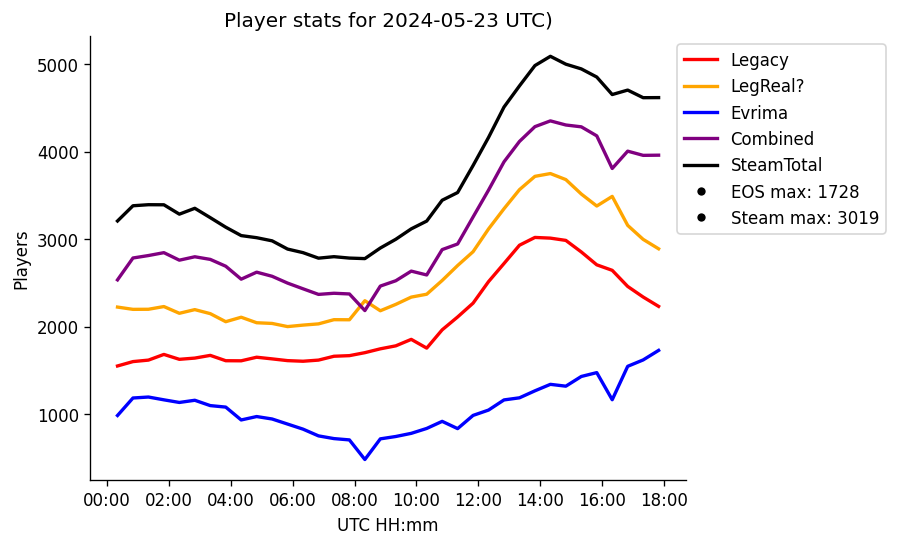 Player stats for 2024-05-23 UTC)
Players
5000
4000
3000
2000
1000
00:00 02:00 04:00 06:00 08:00 10:00 12:00 14:00 16:00 18:00
UTC HH:mm
Legacy
LegReal?
Evrima
Combined
SteamTotal
EOS max: 1728
Steam max: 3019